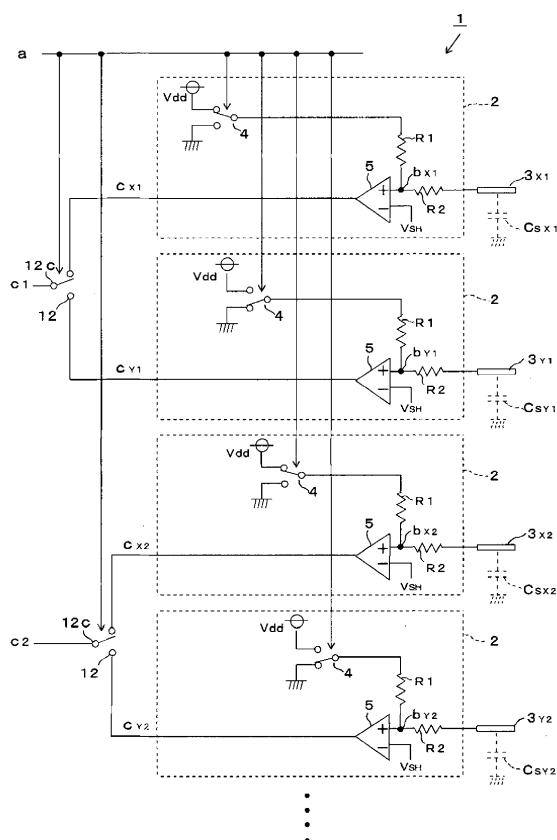 1
a
Vdd
4
2
R1
5
bX1
3X1
+
−
R2
CSX1
VSH
CX1
12c
c1
12
Vdd
4
2
R1
5
bY1
3Y1
+
−
R2
CSY1
VSH
CY1
Vdd
4
2
R1
5
bX2
3X2
+
−
R2
CSX2
VSH
CX2
12c
c2
12
Vdd
4
2
R1
5
bY2
3Y2
+
−
R2
CSY2
VSH
CY2